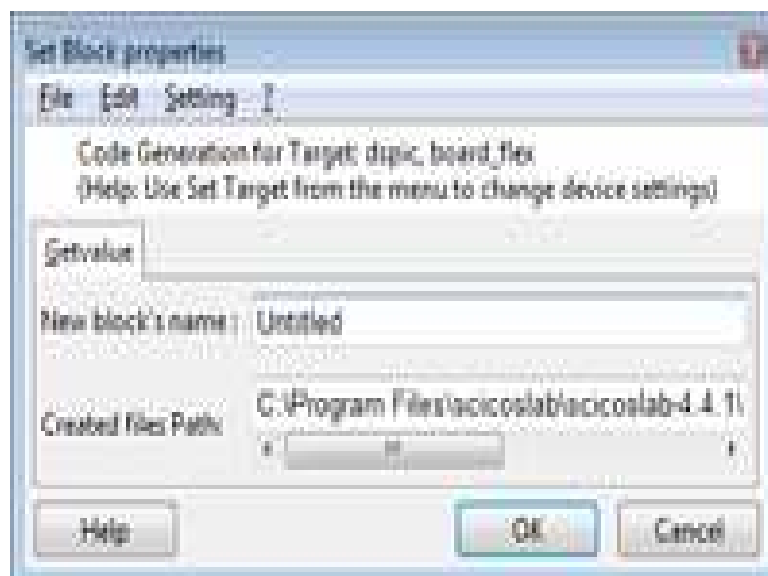 Set Block properties
File Edit Setting ?
Code Generation for Target: dspic, board_flex
(Help: Use Set Target from the menu to change device settings)
Getvalue
New block's name : Untitled
Created files Path: C:\Program Files\scicoslab\scicoslab-4.4.1\
Help OK Cancel